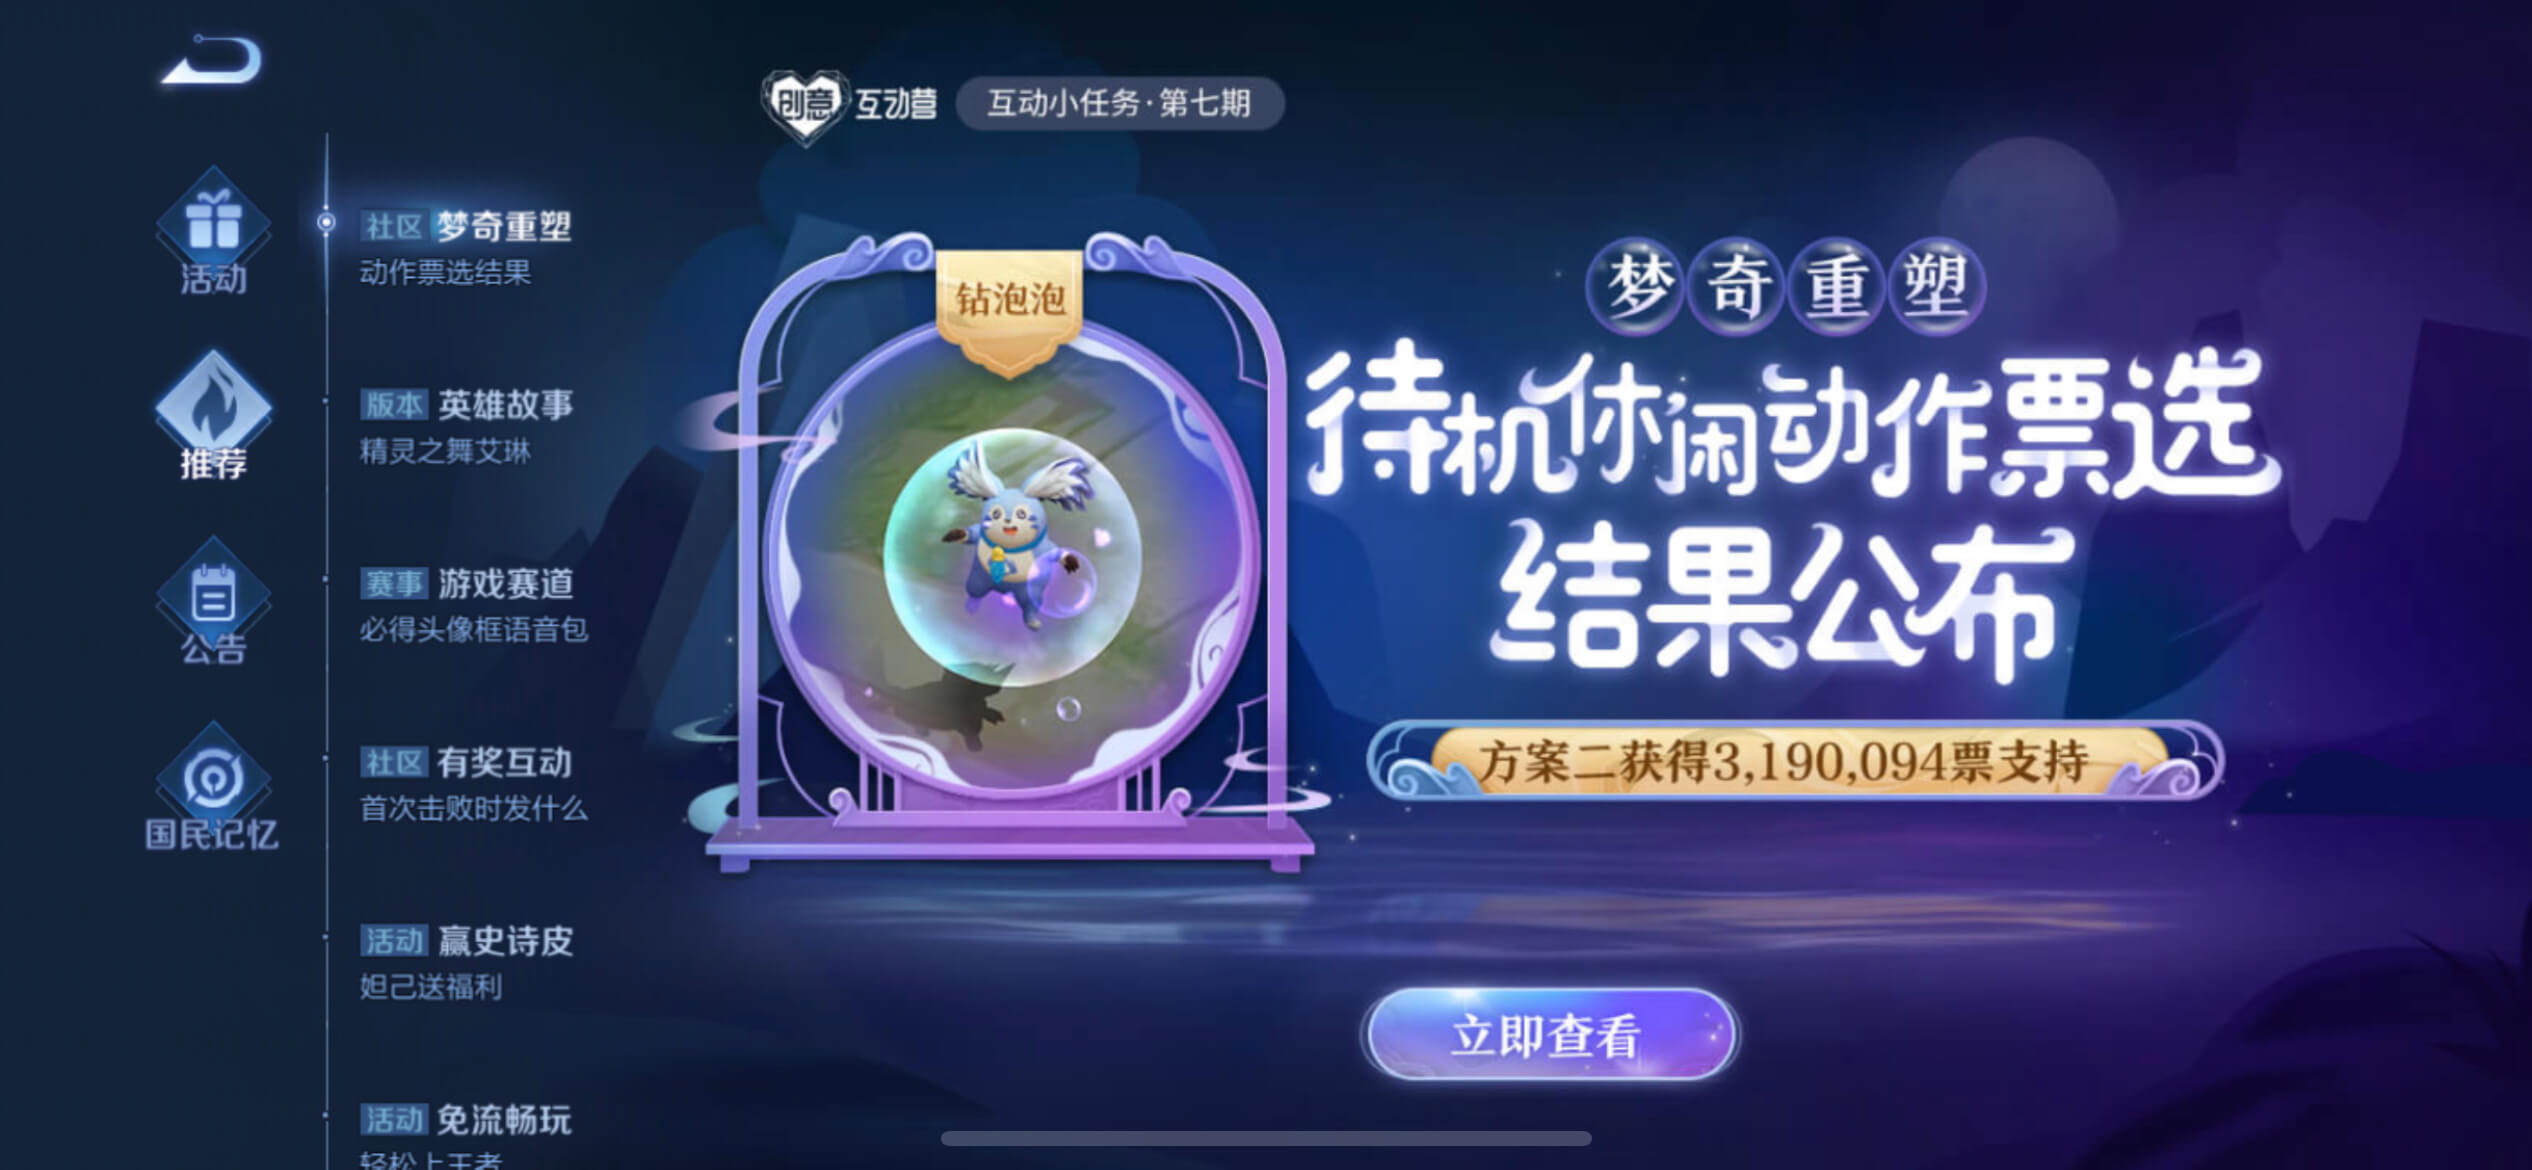 创意互动营 互动小任务·第七期
活动
推荐
公告
国民记忆
社区 梦奇重塑
动作票选结果
版本 英雄故事
精灵之舞艾琳
赛事 游戏赛道
必得头像框语音包
社区 有奖互动
首次击败时发什么
活动 赢史诗皮
妲己送福利
活动 免流畅玩
轻松上王者
钻泡泡
梦奇重塑
待机休闲动作票选
结果公布
方案二获得3,190,094票支持
立即查看